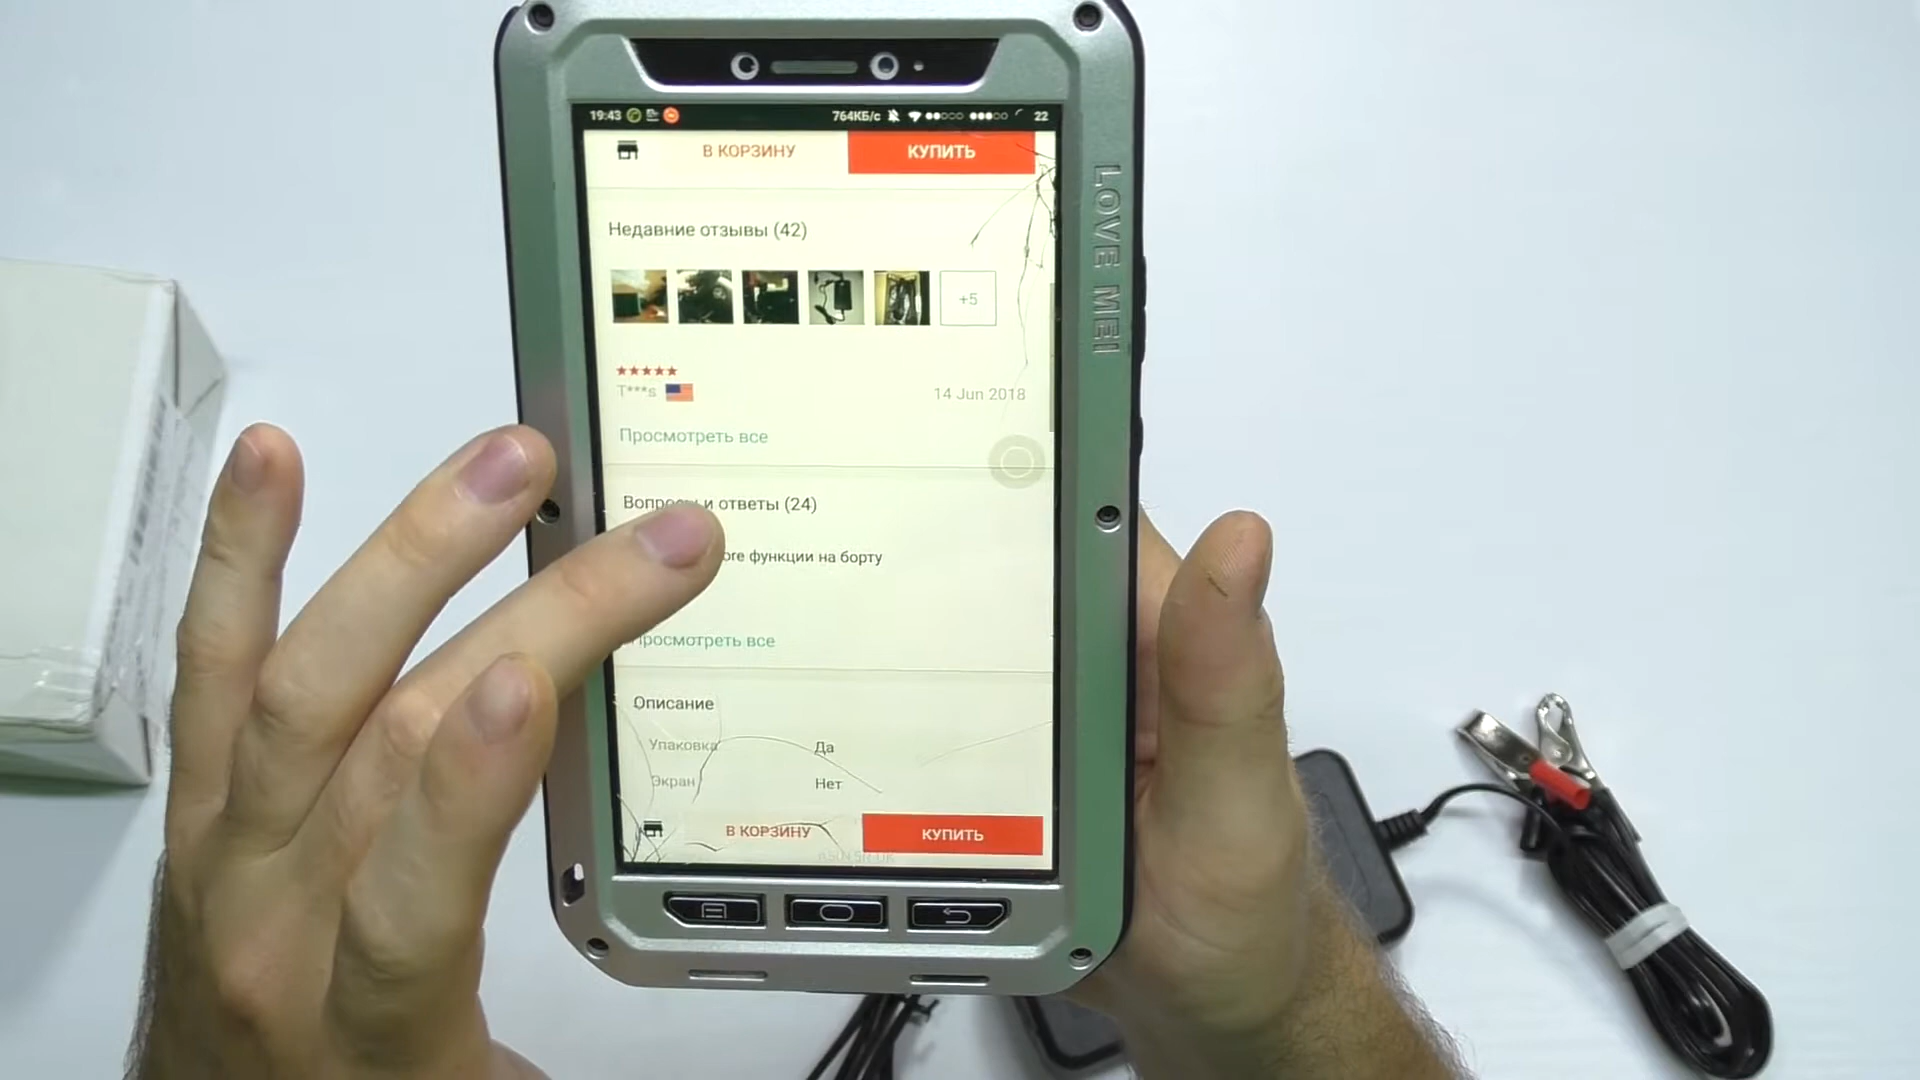 19:43 764КБ/с 22
В КОРЗИНУ КУПИТЬ
Недавние отзывы (42)
+5
T***s 14 Jun 2018
Просмотреть все
Вопросы и ответы (24)
функции на борту
Просмотреть все
Описание
Упаковка Да
Экран Нет
В КОРЗИНУ КУПИТЬ
LOVE MEI